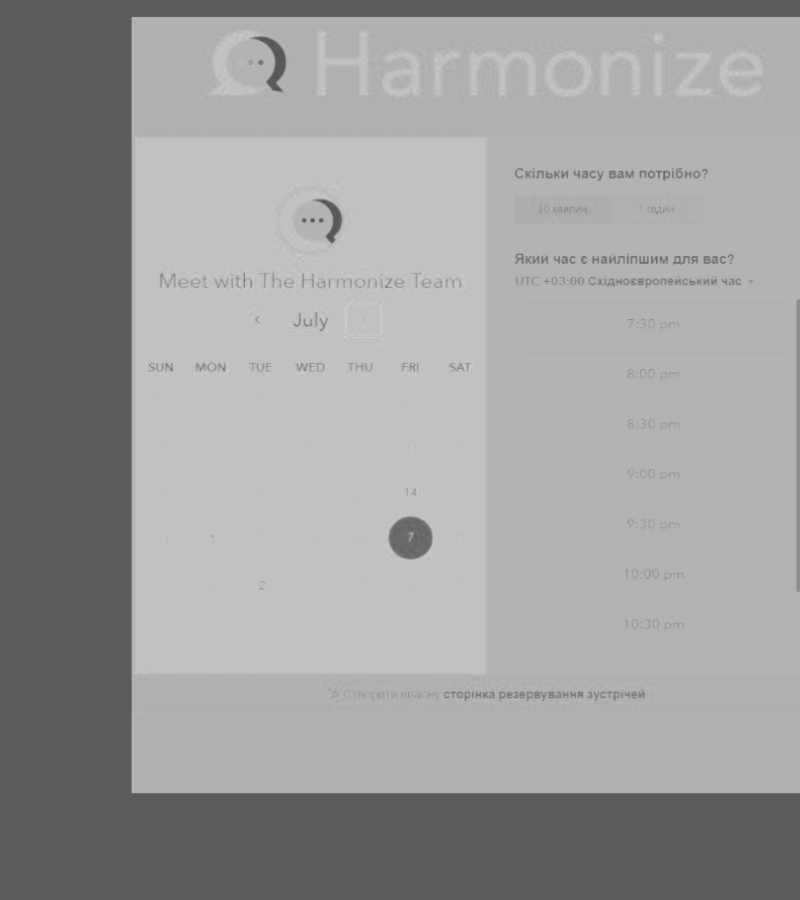 Harmonize
Meet with The Harmonize Team
July
SUN MON TUE WED THU FRI SAT
14
7
1
2
Скільки часу вам потрібно?
30 хвилин 1 годин
Який час є найліпшим для вас?
UTC +03:00 Східноєвропейський час
7:30 pm
8:00 pm
8:30 pm
9:00 pm
9:30 pm
10:00 pm
10:30 pm
Створити власну сторінка резервування зустрічей